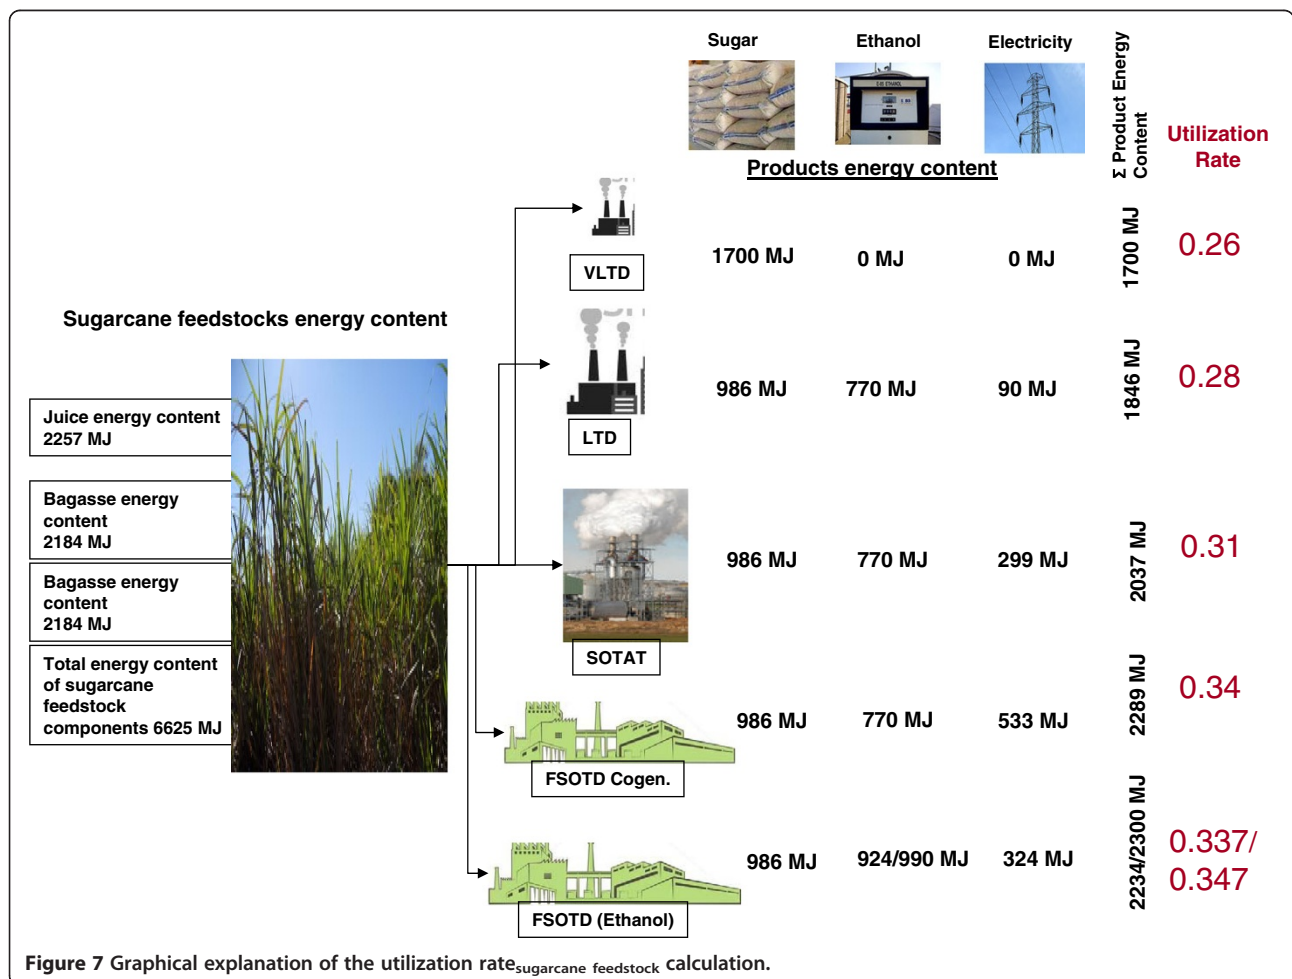 Sugar Ethanol Electricity
E-85 ETHANOL
Products energy content
Σ Product Energy
Content
Utilization
Rate
VLTD
1700 MJ 0 MJ 0 MJ 1700 MJ 0.26
Sugarcane feedstocks energy content
LTD
986 MJ 770 MJ 90 MJ 1846 MJ 0.28
Juice energy content
2257 MJ
Bagasse energy
content
2184 MJ
Bagasse energy
content
2184 MJ
Total energy content
of sugarcane
feedstock
components 6625 MJ
SOTAT
986 MJ 770 MJ 299 MJ 2037 MJ 0.31
FSOTD Cogen.
986 MJ 770 MJ 533 MJ 2289 MJ 0.34
FSOTD (Ethanol)
986 MJ 924/990 MJ 324 MJ 2234/2300 MJ 0.337/
0.347
Figure 7 Graphical explanation of the utilization rate sugarcane feedstock calculation.